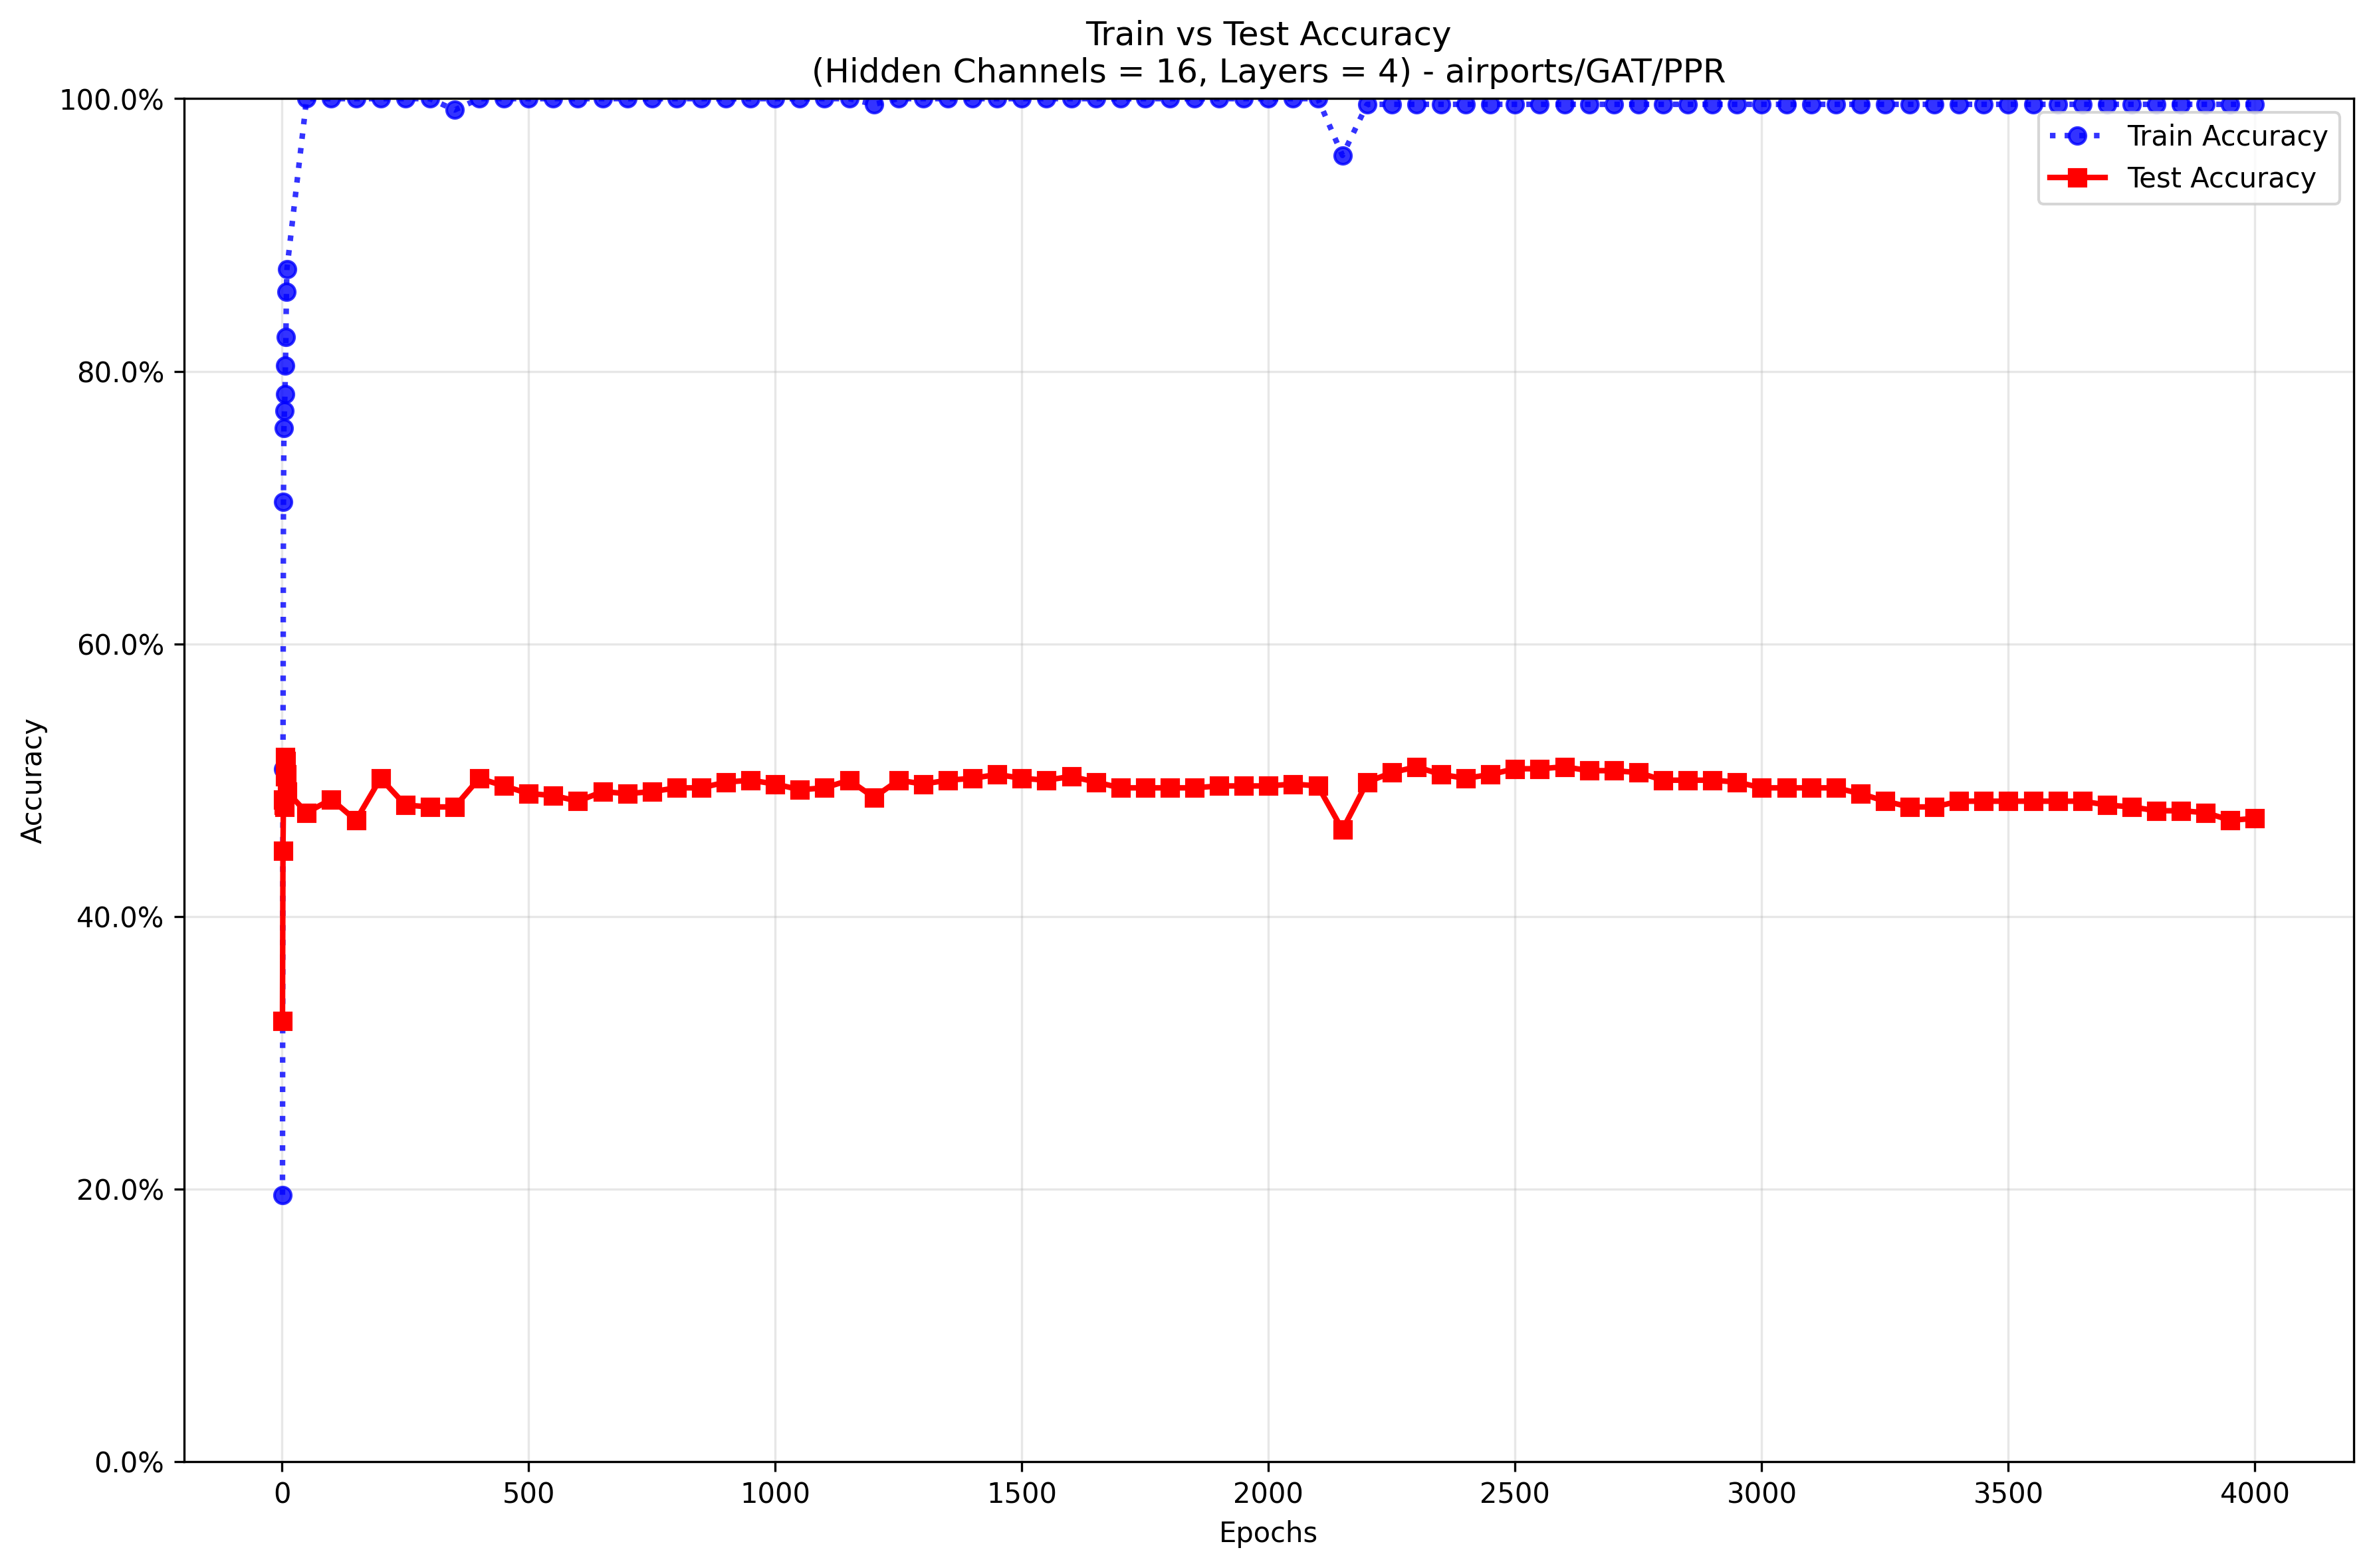 Train vs Test Accuracy
(Hidden Channels = 16, Layers = 4) - airports/GAT/PPR
100.0%
80.0%
60.0%
40.0%
20.0%
0.0%
Accuracy
Train Accuracy
Test Accuracy
0 500 1000 1500 2000 2500 3000 3500 4000
Epochs